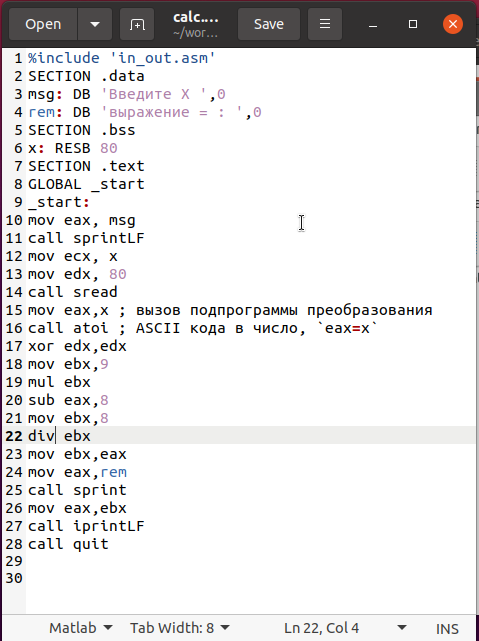 Open
calc....
~/wor...
Save
1 %include 'in_out.asm'
2 SECTION .data
3 msg: DB 'Введите X ',0
4 rem: DB 'выражение = : ',0
5 SECTION .bss
6 x: RESB 80
7 SECTION .text
8 GLOBAL _start
9 _start:
10 mov eax, msg
11 call sprintLF
12 mov ecx, x
13 mov edx, 80
14 call sread
15 mov eax,x ; вызов подпрограммы преобразования
16 call atoi ; ASCII кода в число, `eax=x`
17 xor edx,edx
18 mov ebx,9
19 mul ebx
20 sub eax,8
21 mov ebx,8
22 div ebx
23 mov ebx,eax
24 mov eax,rem
25 call sprint
26 mov eax,ebx
27 call iprintLF
28 call quit
29
30
Matlab Tab Width: 8 Ln 22, Col 4 INS